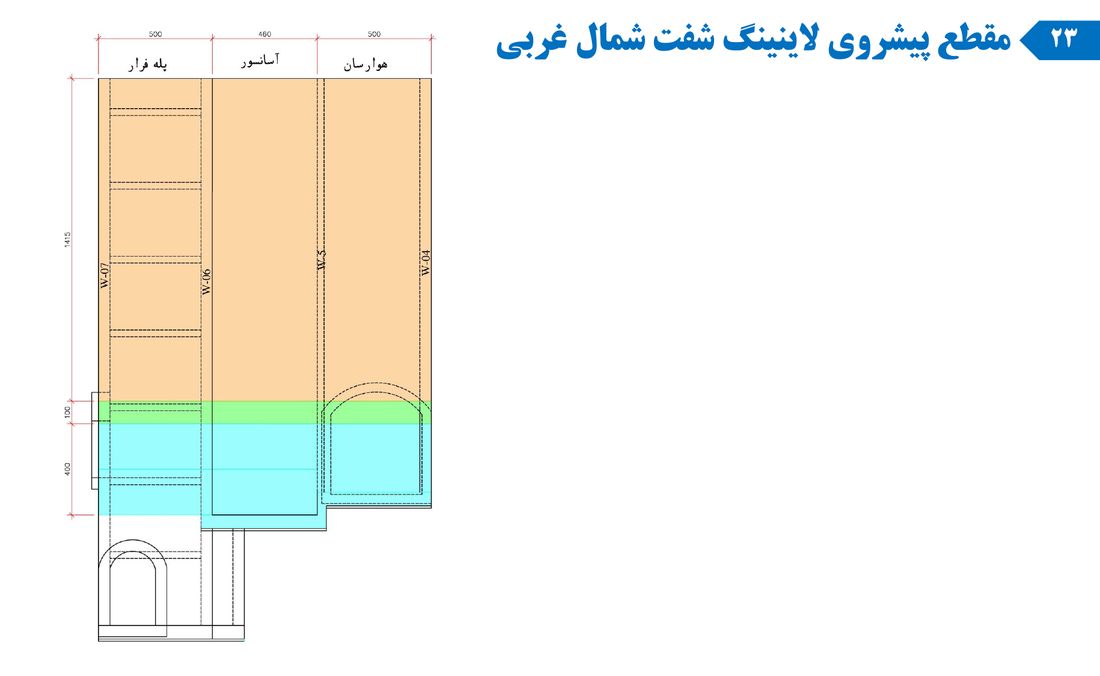 ۲۳
مقطع پیشروی لاینینگ شفت شمال غربی
500
460
500
پله فرار
آسانسور
هوارسان
1415
W-07
W-06
W-5
W-04
100
400